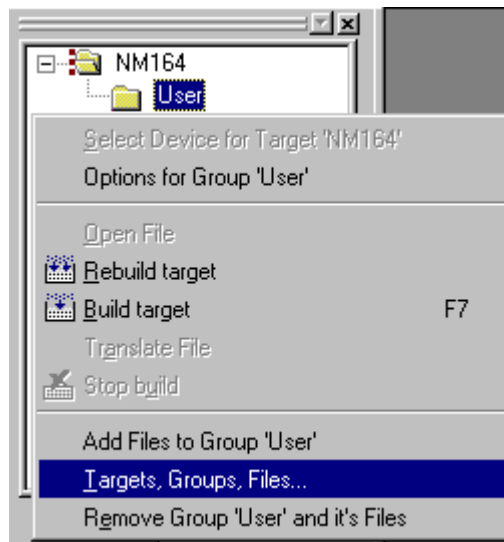 NM164
User
Select Device for Target 'NM164'
Options for Group 'User'
Open File
Rebuild target
Build target F7
Translate File
Stop build
Add Files to Group 'User'
Targets, Groups, Files...
Remove Group 'User' and it's Files